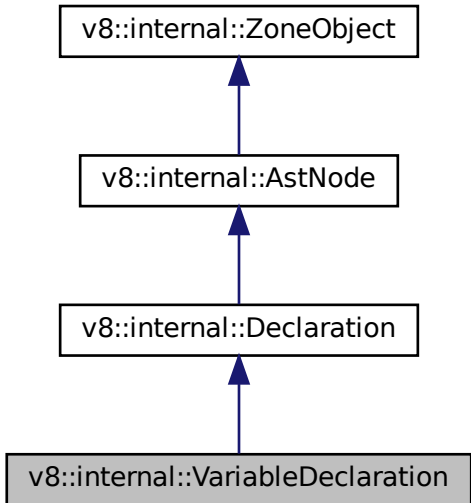 v8::internal::ZoneObject
v8::internal::AstNode
v8::internal::Declaration
v8::internal::VariableDeclaration